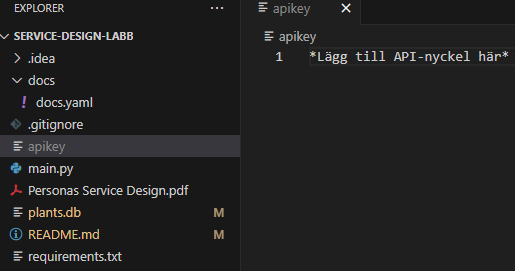 EXPLORER
SERVICE-DESIGN-LABB
.idea
docs
! docs.yaml
.gitignore
apikey
main.py
Personas Service Design.pdf
plants.db M
README.md M
requirements.txt
apikey
apikey
1 *Lägg till API-nyckel här*